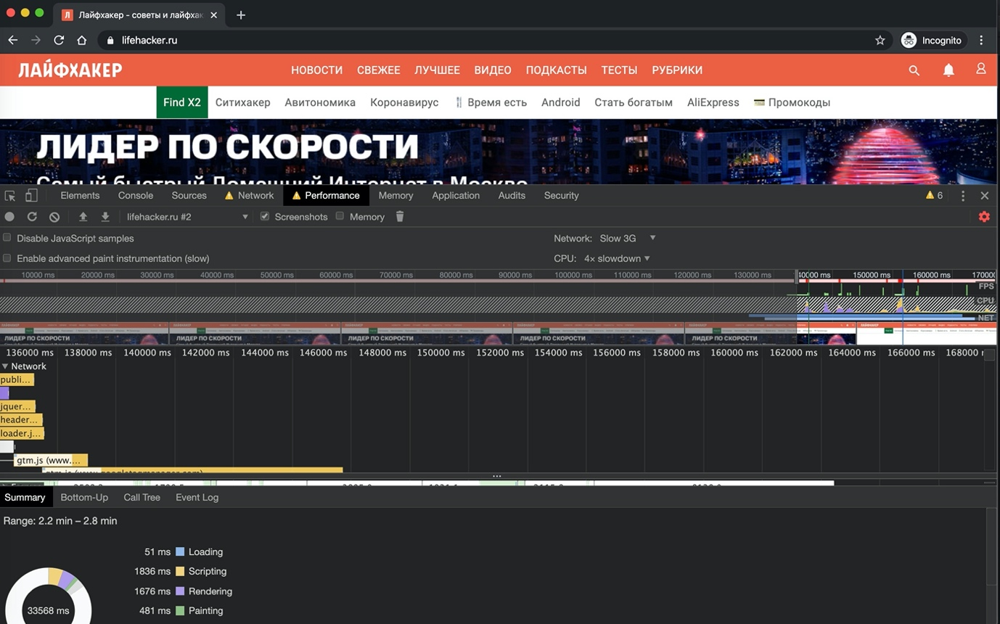 Лайфхакер - советы и лайфхак
lifehacker.ru
Incognito
ЛАЙФХАКЕР НОВОСТИ СВЕЖЕЕ ЛУЧШЕЕ ВИДЕО ПОДКАСТЫ ТЕСТЫ РУБРИКИ
Find X2 Ситихакер Авитономика Коронавирус Время есть Android Стать богатым AliExpress Промокоды
ЛИДЕР ПО СКОРОСТИ
Самый быстрый Домашний Интернет в Москве
Elements Console Sources Network Performance Memory Application Audits Security 6
lifehacker.ru #2 Screenshots Memory
Disable JavaScript samples Network: Slow 3G
Enable advanced paint instrumentation (slow) CPU: 4× slowdown
10000 ms 20000 ms 30000 ms 40000 ms 50000 ms 60000 ms 70000 ms 80000 ms 90000 ms 100000 ms 110000 ms 120000 ms 130000 ms 40000 ms 150000 ms 160000 ms 170000
FPS
CPU
NET
ЛИДЕР ПО СКОРОСТИ ЛИДЕР ПО СКОРОСТИ ЛИДЕР ПО СКОРОСТИ ЛИДЕР ПО СКОРОСТИ ЛИДЕР ПО СКОРОСТИ
136000 ms 138000 ms 140000 ms 142000 ms 144000 ms 146000 ms 148000 ms 150000 ms 152000 ms 154000 ms 156000 ms 158000 ms 160000 ms 162000 ms 164000 ms 166000 ms 168000
Network
publi...
jquer...
header...
loader.j...
gtm.js (www....
gtm.js (www.googletagmanager.com)
Summary Bottom-Up Call Tree Event Log
Range: 2.2 min – 2.8 min
51 ms Loading
1836 ms Scripting
1676 ms Rendering
33568 ms 481 ms Painting